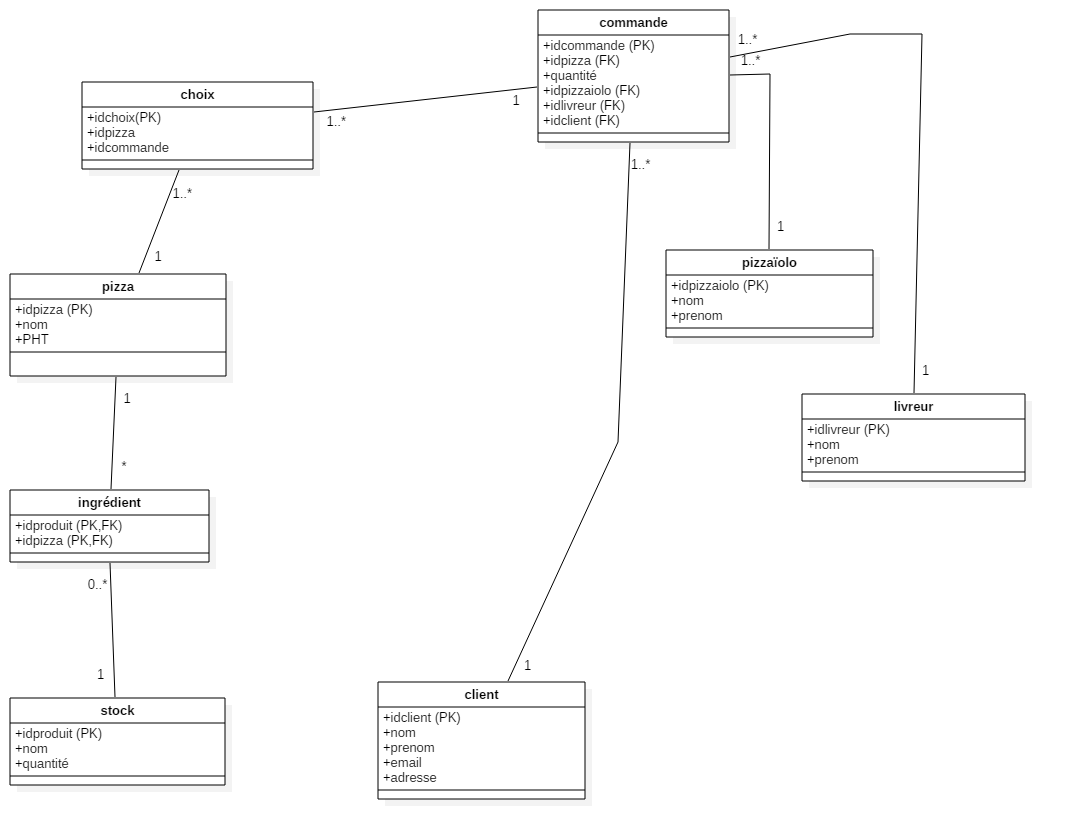 commande
+idcommande (PK)
+idpizza (FK)
+quantité
+idpizzaiolo (FK)
+idlivreur (FK)
+idclient (FK)
1..*
1..*
1
1..*
1..*
choix
+idchoix(PK)
+idpizza
+idcommande
1..*
1
pizza
+idpizza (PK)
+nom
+PHT
1
pizzaïolo
+idpizzaiolo (PK)
+nom
+prenom
1
livreur
+idlivreur (PK)
+nom
+prenom
1
*
ingrédient
+idproduit (PK,FK)
+idpizza (PK,FK)
0..*
1
stock
+idproduit (PK)
+nom
+quantité
1
client
+idclient (PK)
+nom
+prenom
+email
+adresse